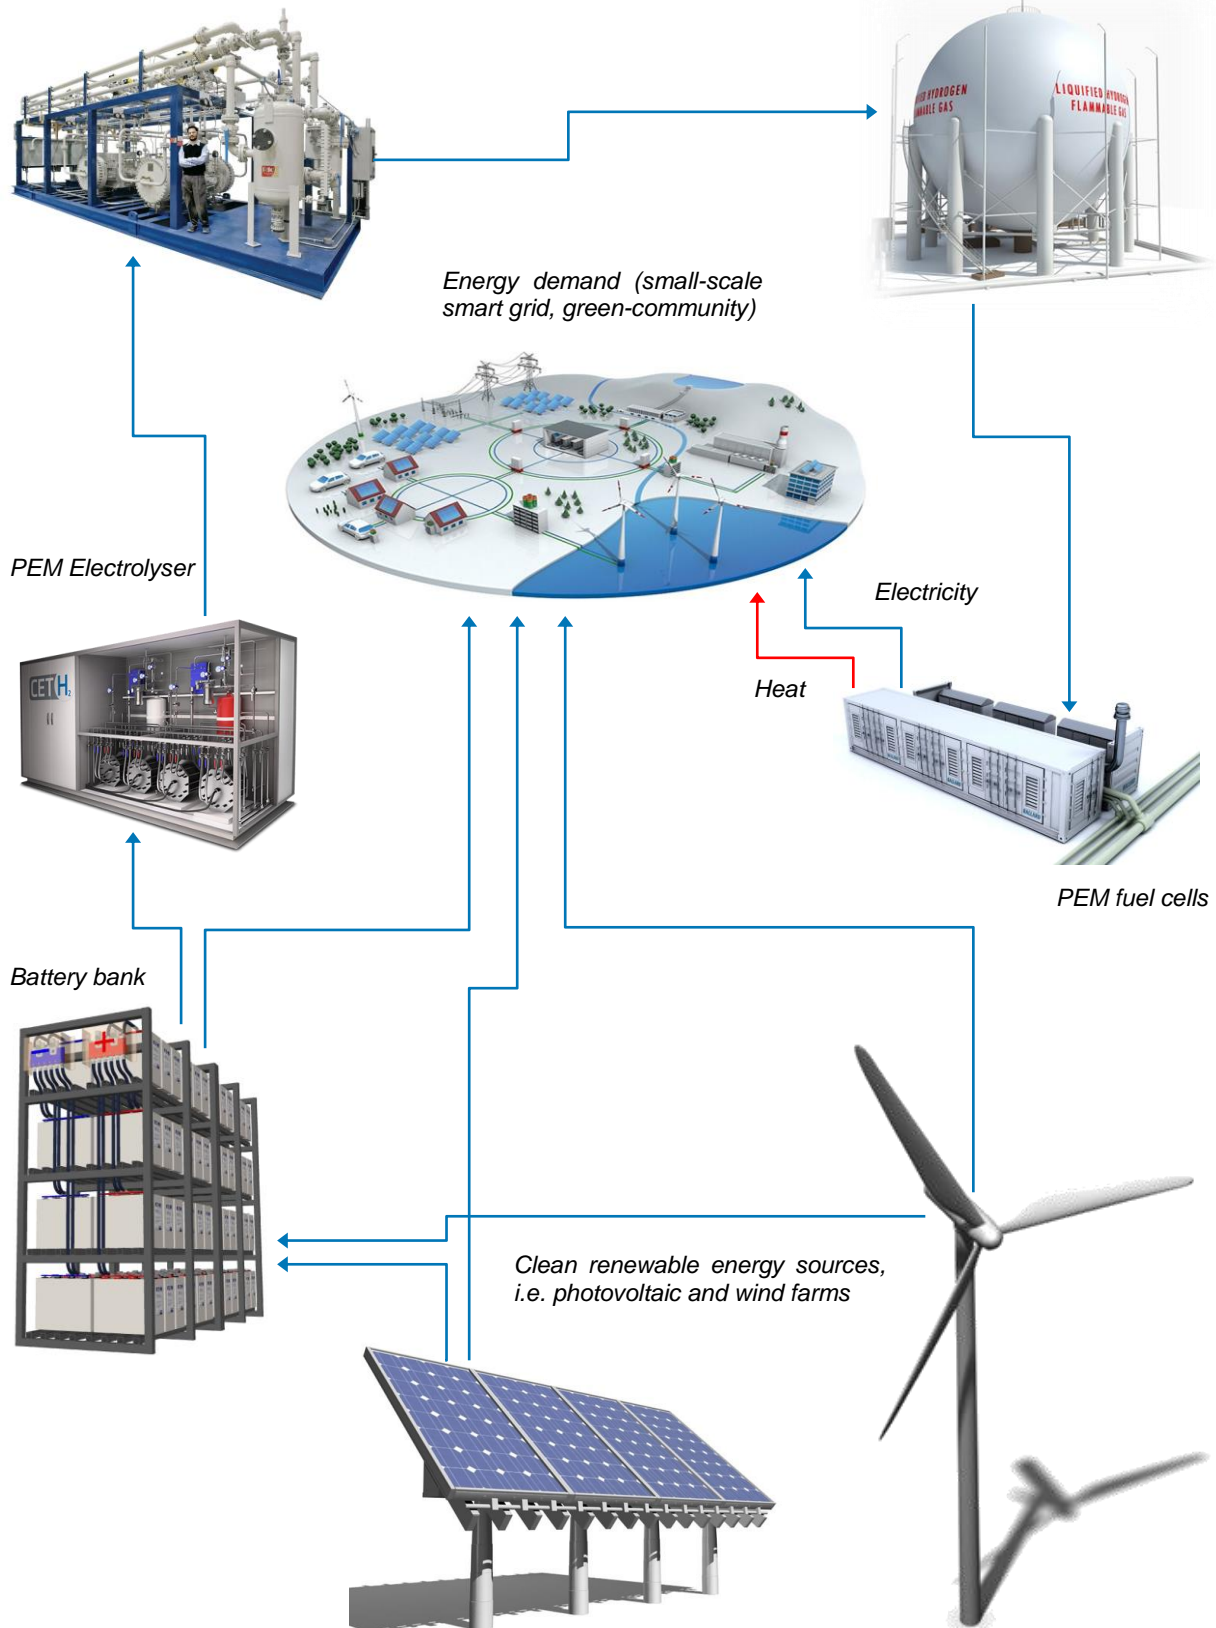 LIQUIFIED HYDROGEN
FLAMMABLE GAS
Energy demand (small-scale
smart grid, green-community)
PEM Electrolyser
Electricity
CETH2
Heat
PEM fuel cells
Battery bank
Clean renewable energy sources,
i.e. photovoltaic and wind farms